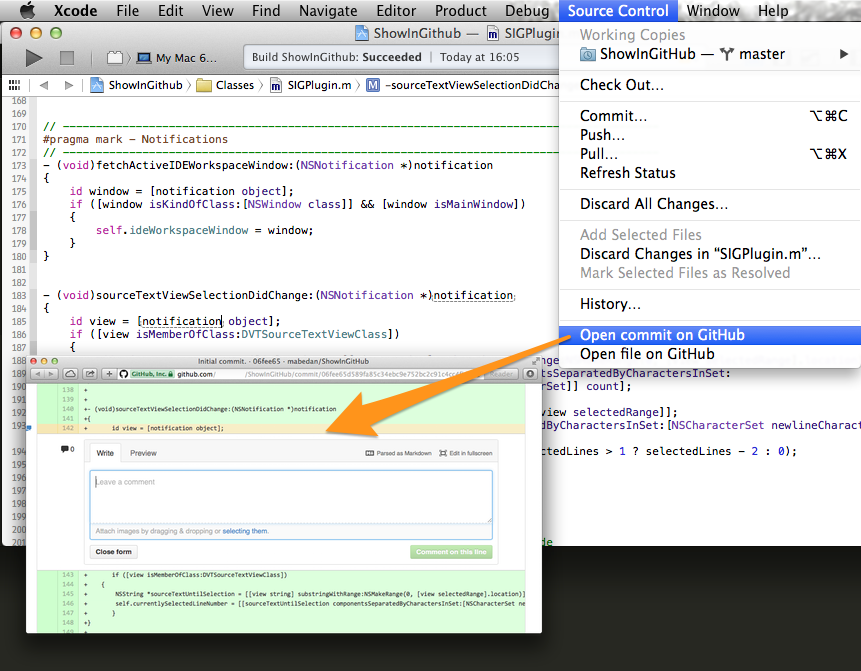 Xcode File Edit View Find Navigate Editor Product Debug Source Control Window Help
ShowInGithub — SIGPlugin
My Mac 6...
Build ShowInGithub: Succeeded | Today at 16:05
ShowInGithub Classes SIGPlugin.m M -sourceTextViewSelectionDidCha
Working Copies
ShowInGitHub — master
Check Out...
Commit... ⌥⌘C
Push...
Pull... ⌥⌘X
Refresh Status
Discard All Changes...
Add Selected Files
Discard Changes in “SIGPlugin.m”...
Mark Selected Files as Resolved
History...
Open commit on GitHub
Open file on GitHub
168
169
170 // 
171 #pragma mark - Notifications
172 // 
173 - (void)fetchActiveIDEWorkspaceWindow:(NSNotification *)notification
174 {
175 id window = [notification object];
176 if ([window isKindOfClass:[NSWindow class]] && [window isMainWindow])
177 {
178 self.ideWorkspaceWindow = window;
179 }
180 }
181
182
183 - (void)sourceTextViewSelectionDidChange:(NSNotification *)notification
184 {
185 id view = [notification object];
186 if ([view isMemberOfClass:DVTSourceTextViewClass])
187 {
188
189 sSeparatedByCharactersInSet:
190 rSet]] count];
view selectedRange]];
193 dByCharactersInSet:[NSCharacterSet newlineCharact
194 ctedLines > 1 ? selectedLines - 2 : 0);
195
196
197
198
199
200
201 de
Initial commit. · 06fee65 · mabedan/ShowInGitHub
GitHub, Inc. github.com/ /ShowInGitHub/commit/06fee65d589fa85c34ebc9e752bc2c91c4cc Reader
138 +
139 +
140 +- (void)sourceTextViewSelectionDidChange:(NSNotification *)notification
141 +{
142 + id view = [notification object];
0
Write Preview Parsed as Markdown Edit in fullscreen
Leave a comment
Attach images by dragging & dropping or selecting them.
Close form Comment on this line
143 + if ([view isMemberOfClass:DVTSourceTextViewClass])
144 + {
145 + NSString *sourceTextUntilSelection = [[view string] substringWithRange:NSMakeRange(0, [view selectedRange].location)]
146 + self.currentlySelectedLineNumber = [[sourceTextUntilSelection componentsSeparatedByCharactersInSet:[NSCharacterSet ne
147 + }
148 +}
149 +